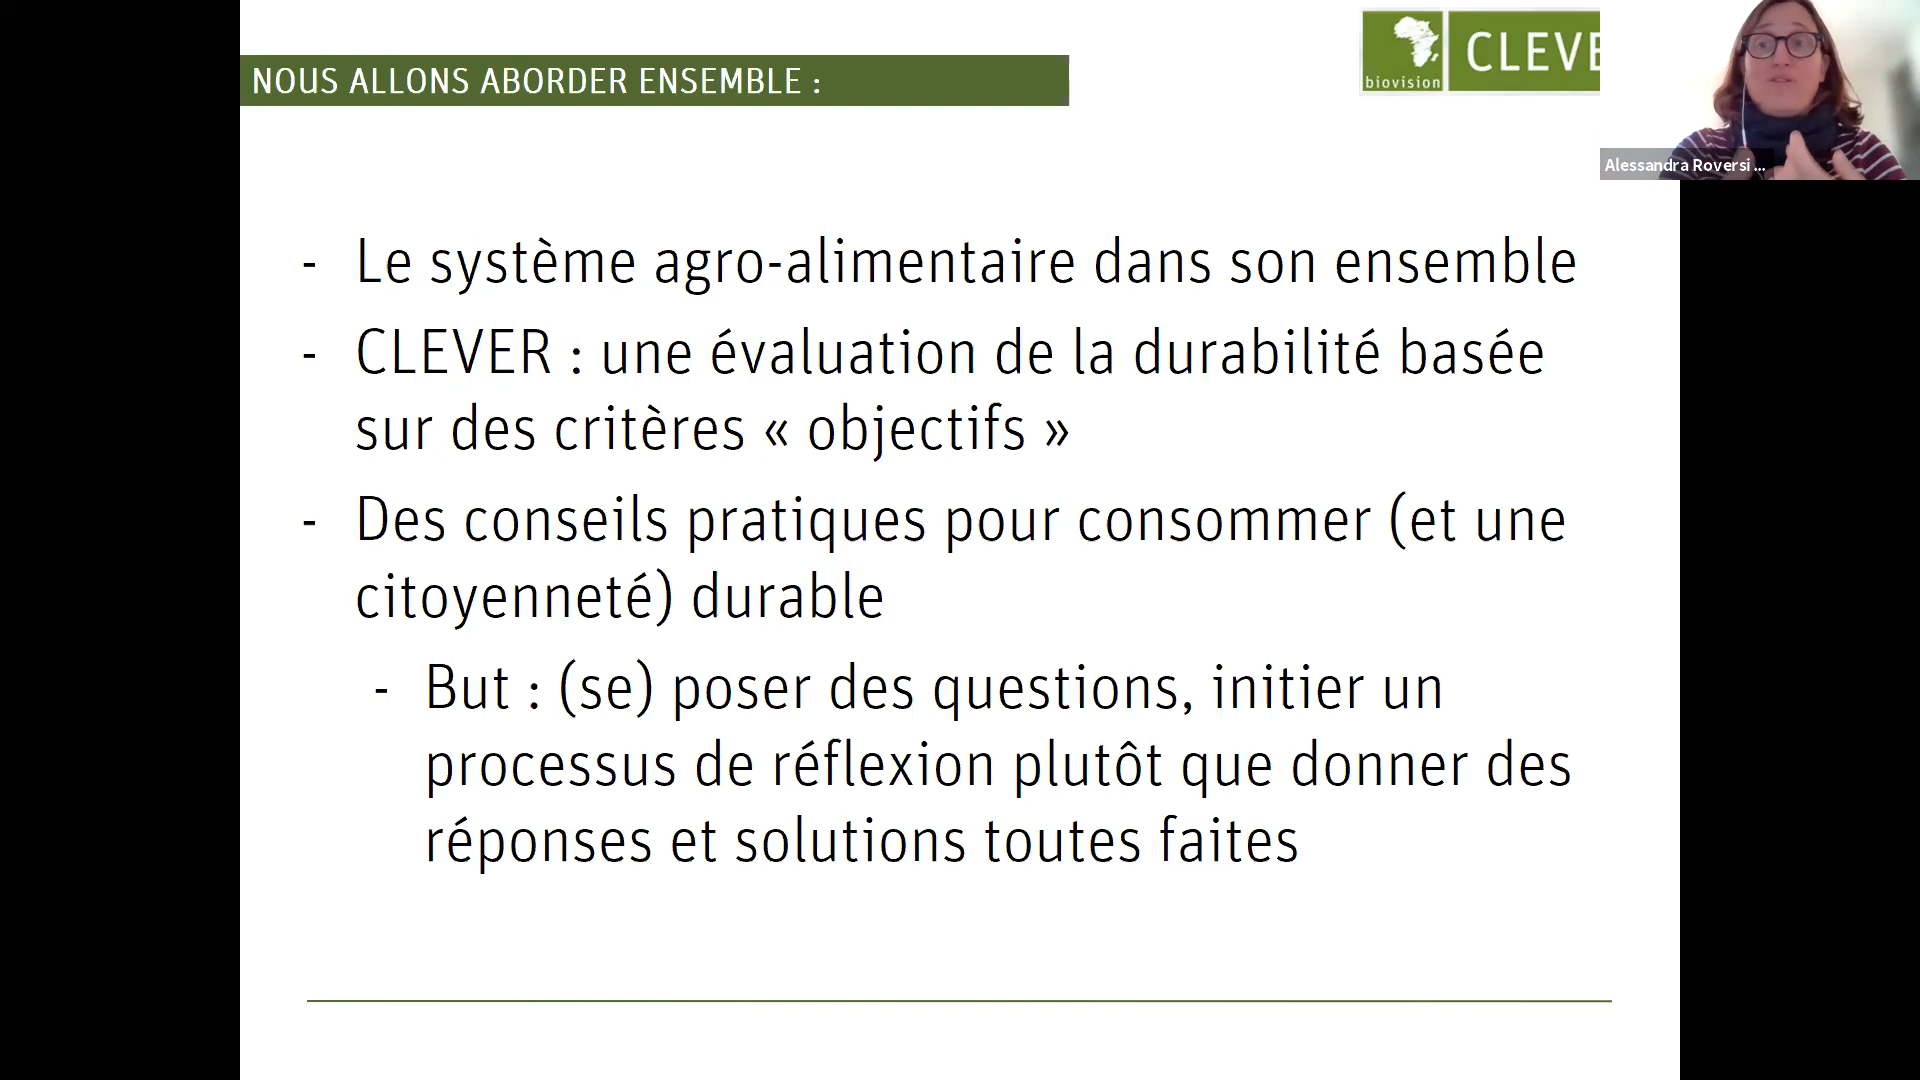 NOUS ALLONS ABORDER ENSEMBLE :
biovision
CLEVE
Alessandra Roversi ...
- Le système agro-alimentaire dans son ensemble
- CLEVER : une évaluation de la durabilité basée
sur des critères « objectifs »
- Des conseils pratiques pour consommer (et une
citoyenneté) durable
- But : (se) poser des questions, initier un
processus de réflexion plutôt que donner des
réponses et solutions toutes faites